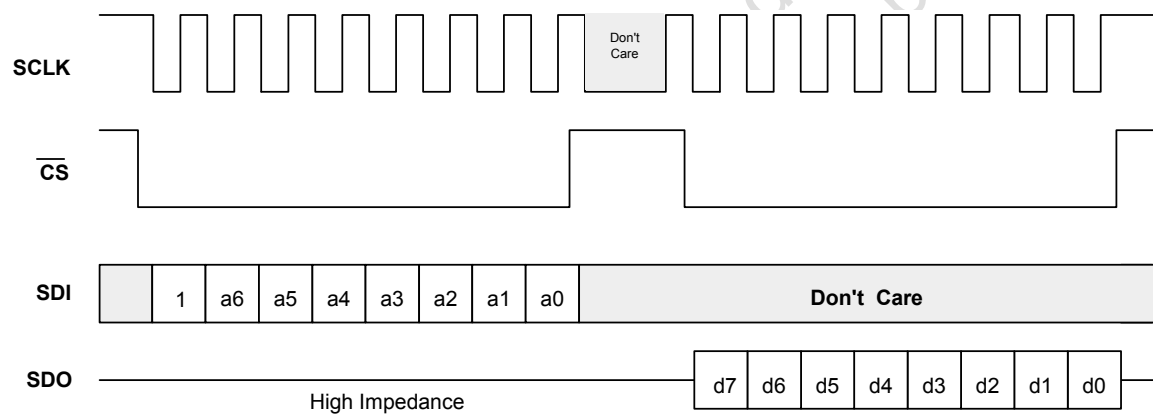 Don't
Care
SCLK
CS
SDI
1 a6 a5 a4 a3 a2 a1 a0
Don't Care
SDO
d7 d6 d5 d4 d3 d2 d1 d0
High Impedance